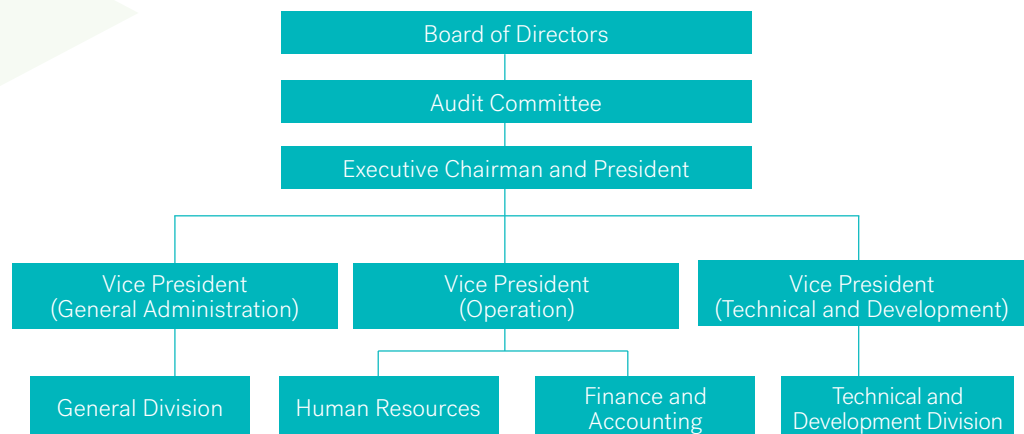 Board of Directors
Audit Committee
Executive Chairman and President
Vice President
(General Administration)
Vice President
(Operation)
Vice President
(Technical and Development)
General Division
Human Resources
Finance and
Accounting
Technical and
Development Division